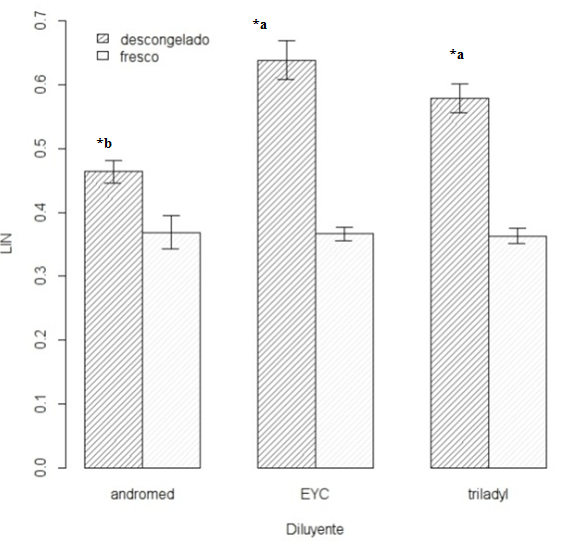 *a
*a
*b
descongelado
fresco
0.7
0.6
0.5
0.4
0.3
0.2
0.1
0.0
LIN
andromed EYC triladyl
Diluyente